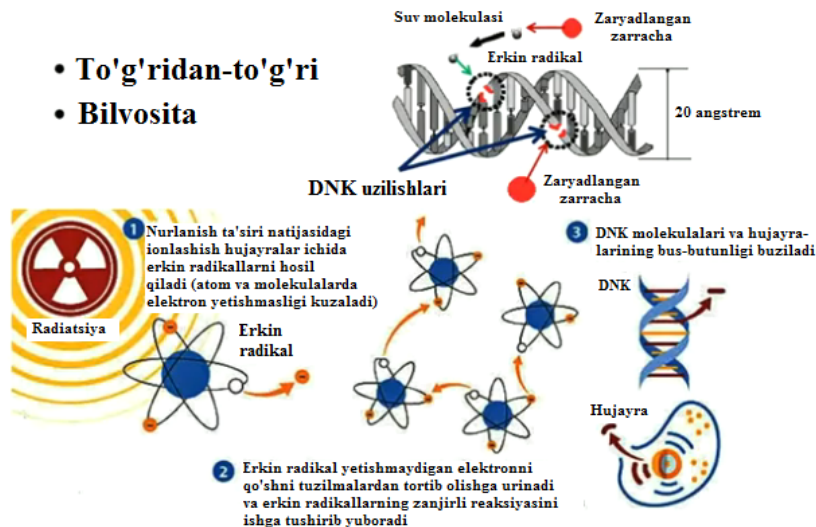 • To'g'ridan-to'g'ri
• Bilvosita
Suv molekulasi
Zaryadlangan
zarracha
Erkin radikal
20 angstrem
DNK uzilishlari
Zaryadlangan
zarracha
1 Nurlanish ta'siri natijasidagi
ionlashish hujayralar ichida
erkin radikallarni hosil
qiladi (atom va molekulalarda
elektron yetishmasligi kuzaladi)
Radiatsiya
Erkin
radikal
2 Erkin radikal yetishmaydigan elektronni
qo'shni tuzilmalardan tortib olishga urinadi
va erkin radikallarning zanjirli reaksiyasini
ishga tushirib yuboradi
3 DNK molekulalari va hujayra-
larining bus-butunligi buziladi
DNK
Hujayra